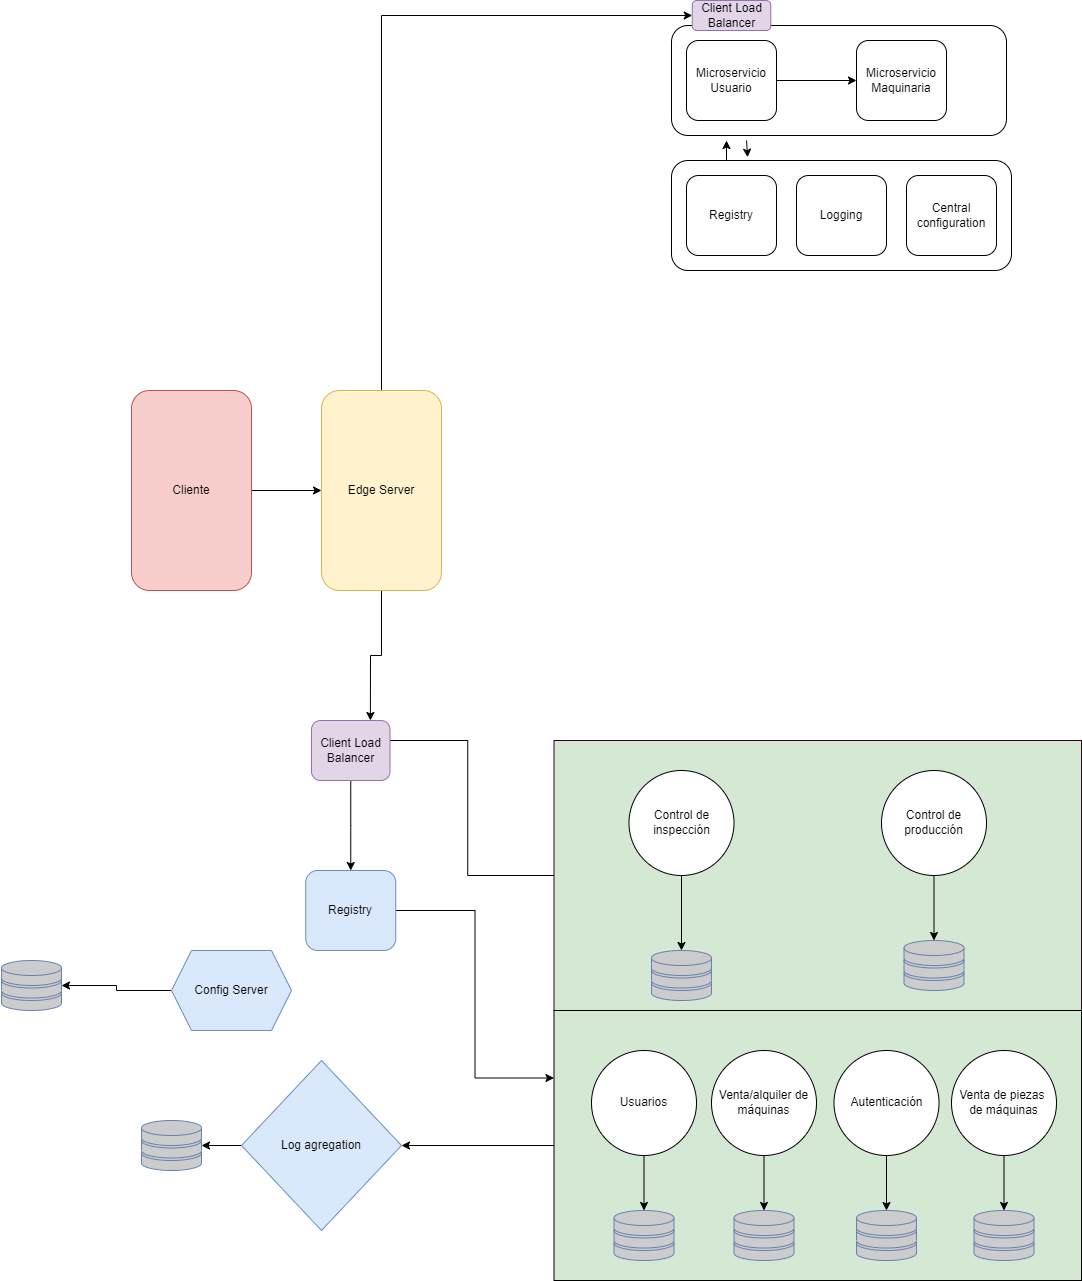 Client Load
Balancer
Microservicio
Usuario
Microservicio
Maquinaria
Registry
Logging
Central
configuration
Cliente
Edge Server
Client Load
Balancer
Control de
inspección
Control de
producción
Registry
Config Server
Usuarios
Venta/alquiler de
máquinas
Autenticación
Venta de piezas
de máquinas
Log agregation